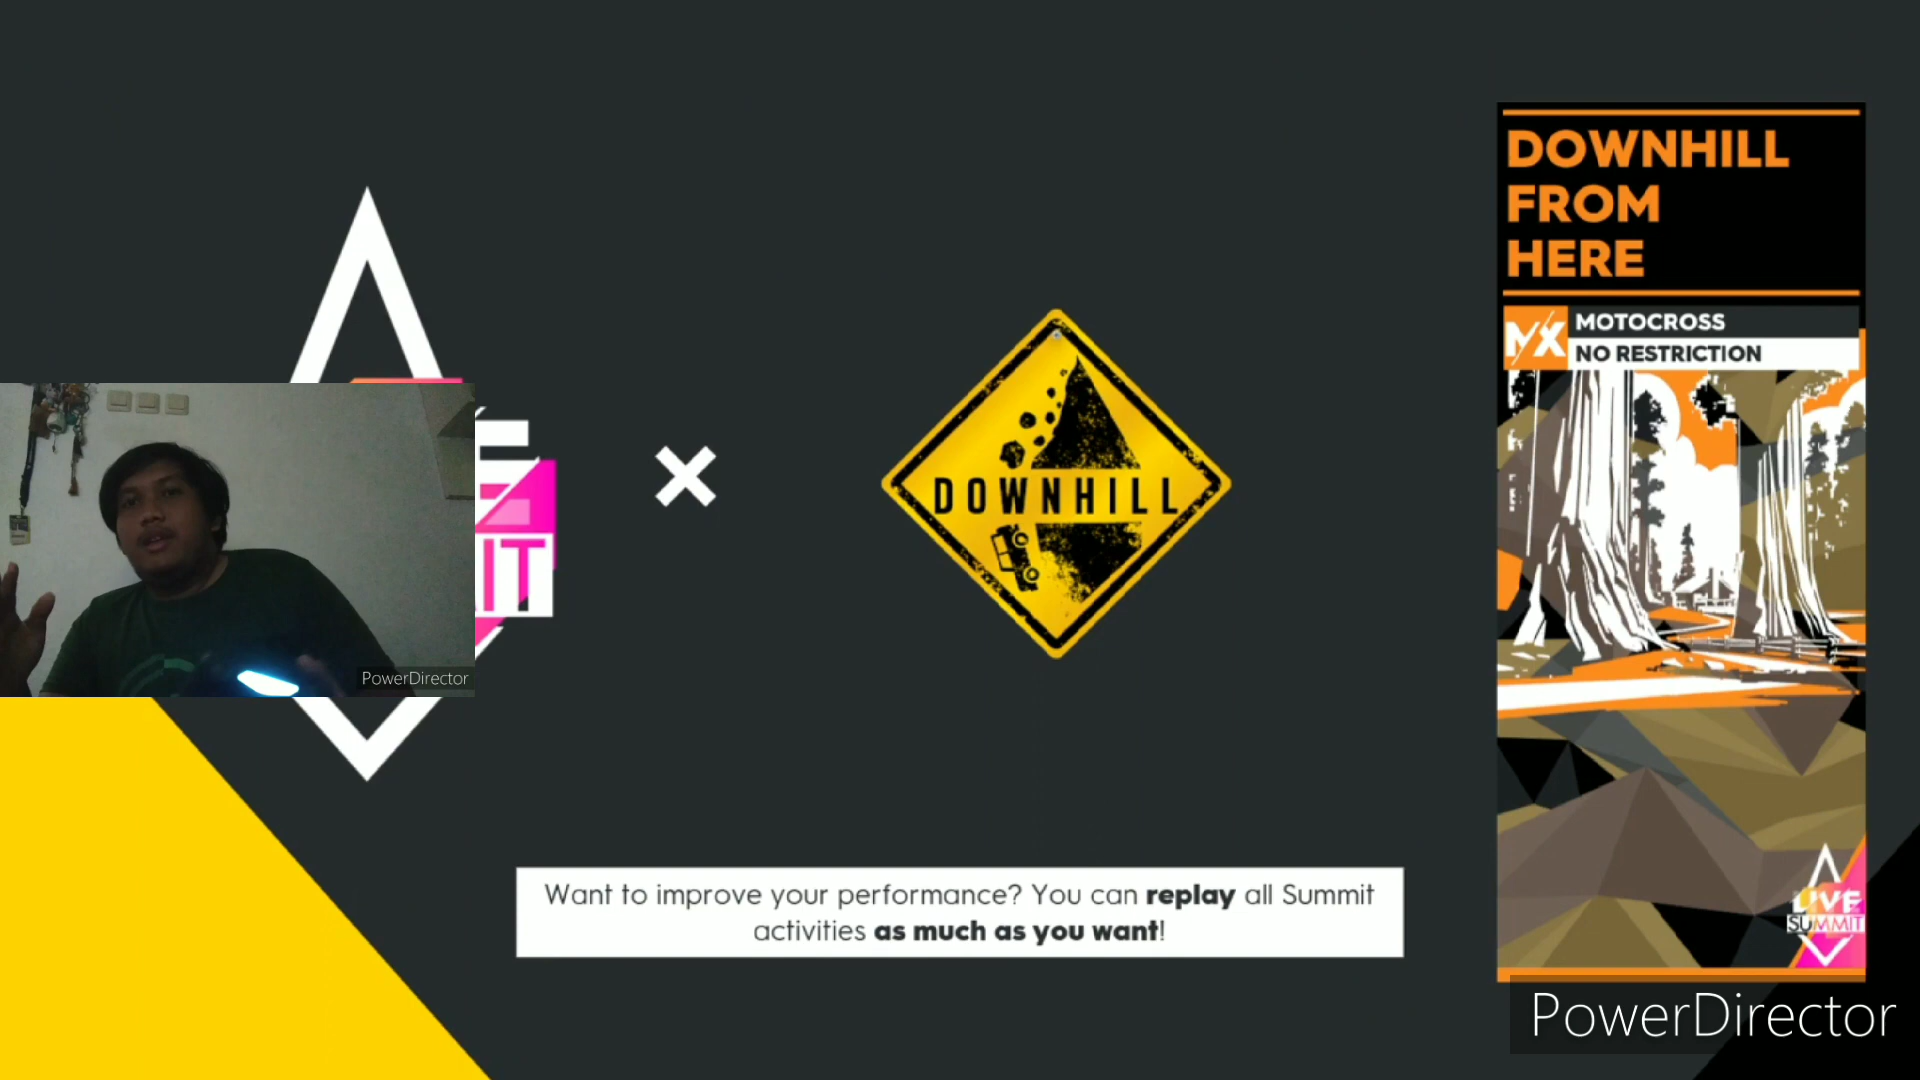 DOWNHILL
FROM
HERE
MX MOTOCROSS
NO RESTRICTION
DOWNHILL
IT
PowerDirector
Want to improve your performance? You can replay all Summit
activities as much as you want!
LIVE
SUMMIT
PowerDirector